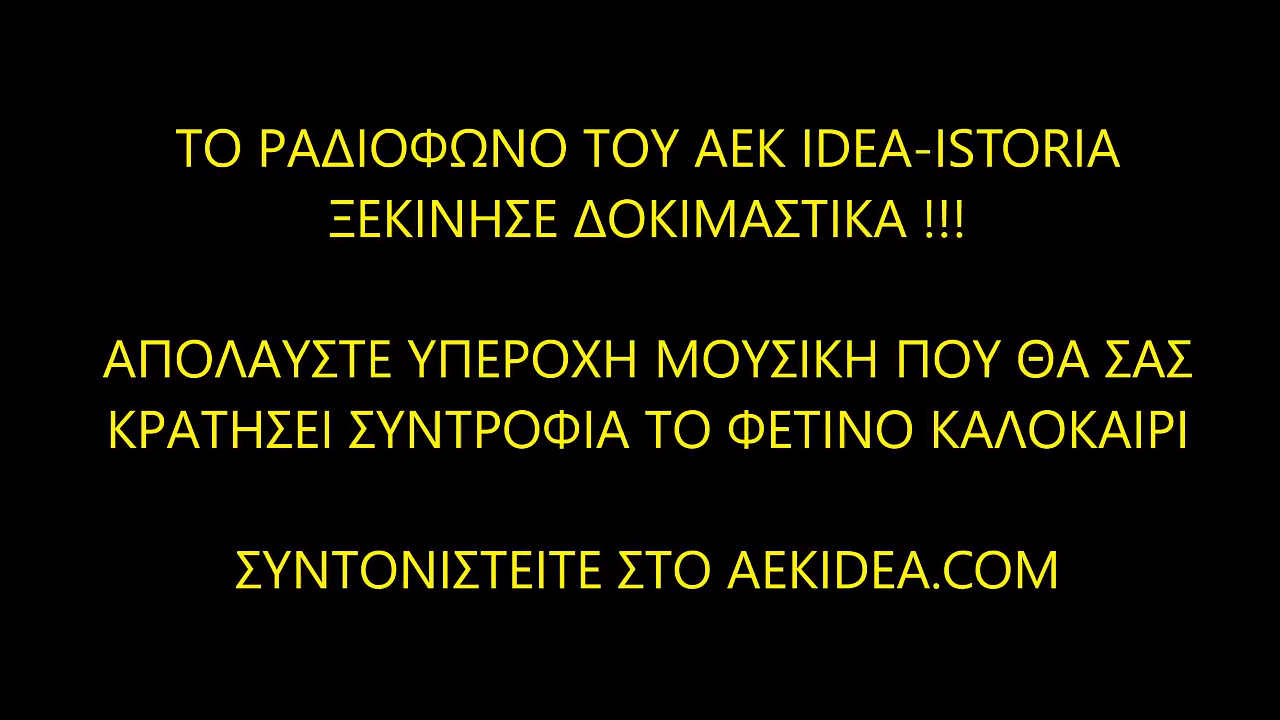 ΤΟ ΡΑΔΙΟΦΩΝΟ ΤΟΥ ΑΕΚ IDEA-ISTORIA
ΞΕΚΙΝΗΣΕ ΔΟΚΙΜΑΣΤΙΚΑ !!!
ΑΠΟΛΑΥΣΤΕ ΥΠΕΡΟΧΗ ΜΟΥΣΙΚΗ ΠΟΥ ΘΑ ΣΑΣ
ΚΡΑΤΗΣΕΙ ΣΥΝΤΡΟΦΙΑ ΤΟ ΦΕΤΙΝΟ ΚΑΛΟΚΑΙΡΙ
ΣΥΝΤΟΝΙΣΤΕΙΤΕ ΣΤΟ AEKIDEA.COM